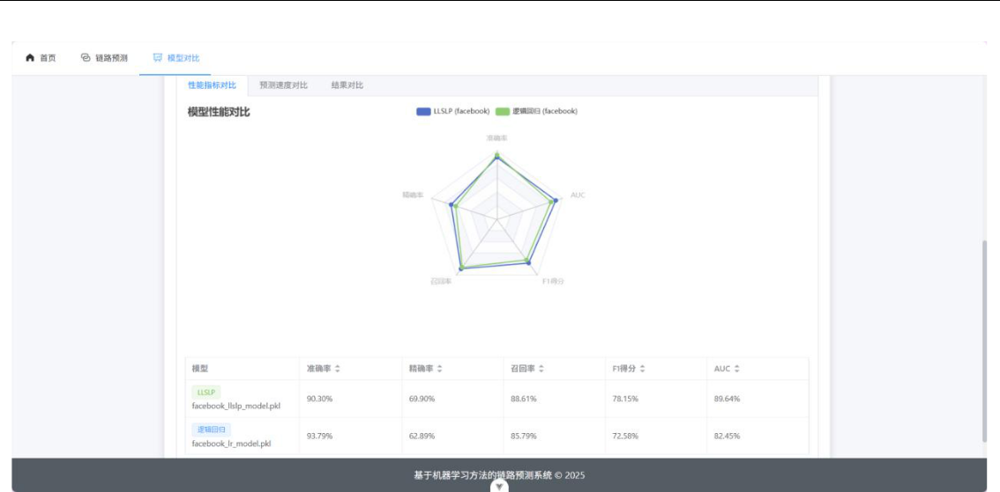 首页 链路预测 模型对比
性能指标对比 预测速度对比 结果对比
模型性能对比
LLSLP (facebook) 逻辑回归 (facebook)
准确率
精确率
AUC
召回率
F1得分
模型 准确率 精确率 召回率 F1得分 AUC
LLSLP
facebook_llslp_model.pkl 90.30% 69.90% 88.61% 78.15% 89.64%
逻辑回归
facebook_lr_model.pkl 93.79% 62.89% 85.79% 72.58% 82.45%
基于机器学习方法的链路预测系统 © 2025